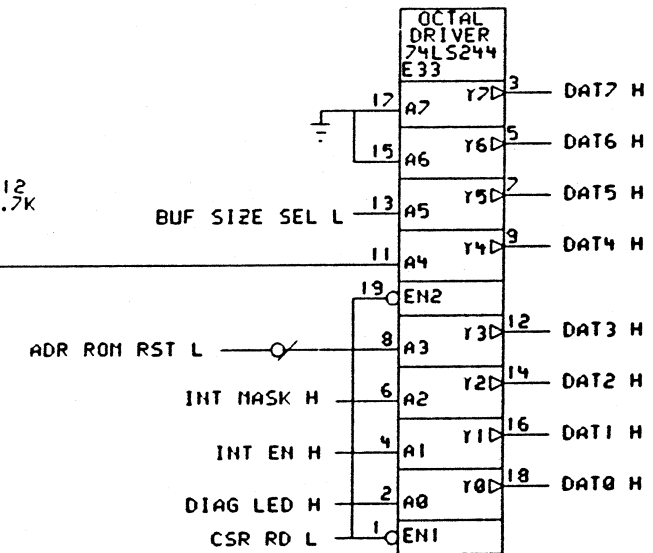 OCTAL
DRIVER
74LS244
E33
17 A7 Y7 3 DAT7 H
15 A6 Y6 5 DAT6 H
12
.7K
BUF SIZE SEL L 13 A5 Y5 7 DAT5 H
11 A4 Y4 9 DAT4 H
19 EN2
ADR ROM RST L 8 A3 Y3 12 DAT3 H
INT MASK H 6 A2 Y2 14 DAT2 H
INT EN H 4 A1 Y1 16 DAT1 H
DIAG LED H 2 A0 Y0 18 DAT0 H
CSR RD L 1 EN1